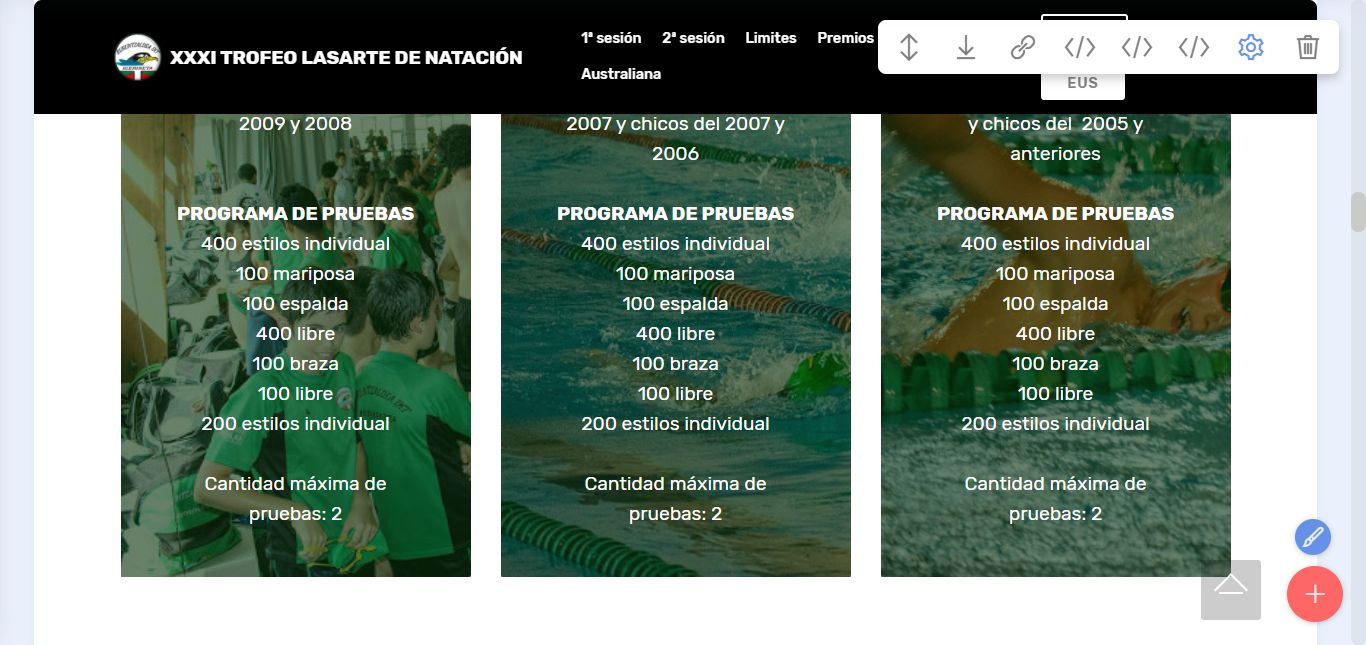 XXXI TROFEO LASARTE DE NATACIÓN
1ª sesión 2ª sesión Limites Premios
Australiana
EUS
2009 y 2008
PROGRAMA DE PRUEBAS
400 estilos individual
100 mariposa
100 espalda
400 libre
100 braza
100 libre
200 estilos individual
Cantidad máxima de
pruebas: 2
2007 y chicos del 2007 y
2006
PROGRAMA DE PRUEBAS
400 estilos individual
100 mariposa
100 espalda
400 libre
100 braza
100 libre
200 estilos individual
Cantidad máxima de
pruebas: 2
y chicos del 2005 y
anteriores
PROGRAMA DE PRUEBAS
400 estilos individual
100 mariposa
100 espalda
400 libre
100 braza
100 libre
200 estilos individual
Cantidad máxima de
pruebas: 2